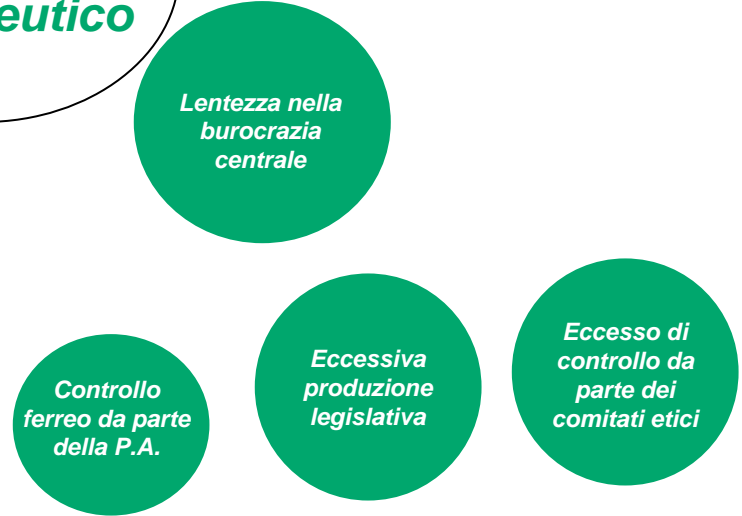 eutico
Lentezza nella
burocrazia
centrale
Controllo
ferreo da parte
della P.A.
Eccessiva
produzione
legislativa
Eccesso di
controllo da
parte dei
comitati etici